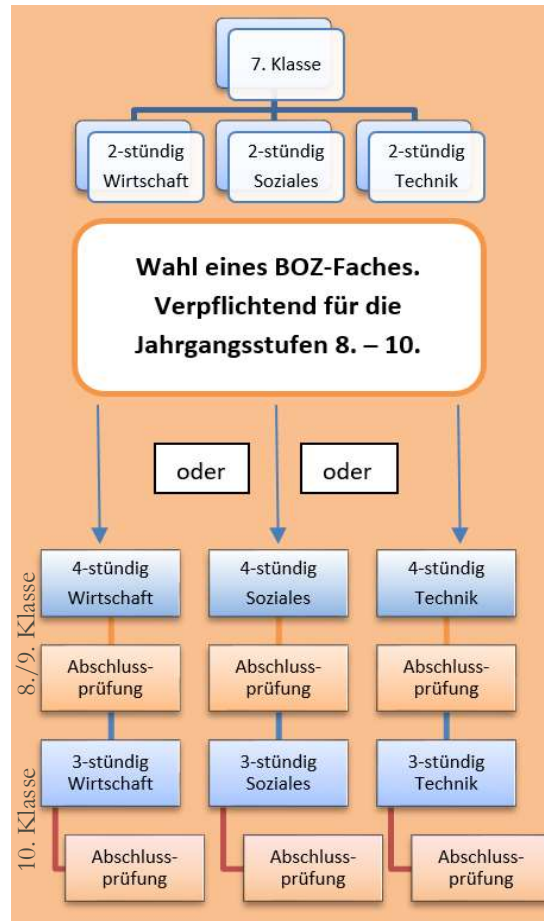 7. Klasse
2-stündig
Wirtschaft
2-stündig
Soziales
2-stündig
Technik
Wahl eines BOZ-Faches.
Verpflichtend für die
Jahrgangsstufen 8. – 10.
oder
oder
8./9. Klasse
4-stündig
Wirtschaft
4-stündig
Soziales
4-stündig
Technik
Abschluss-
prüfung
Abschluss-
prüfung
Abschluss-
prüfung
10. Klasse
3-stündig
Wirtschaft
3-stündig
Soziales
3-stündig
Technik
Abschluss-
prüfung
Abschluss-
prüfung
Abschluss-
prüfung